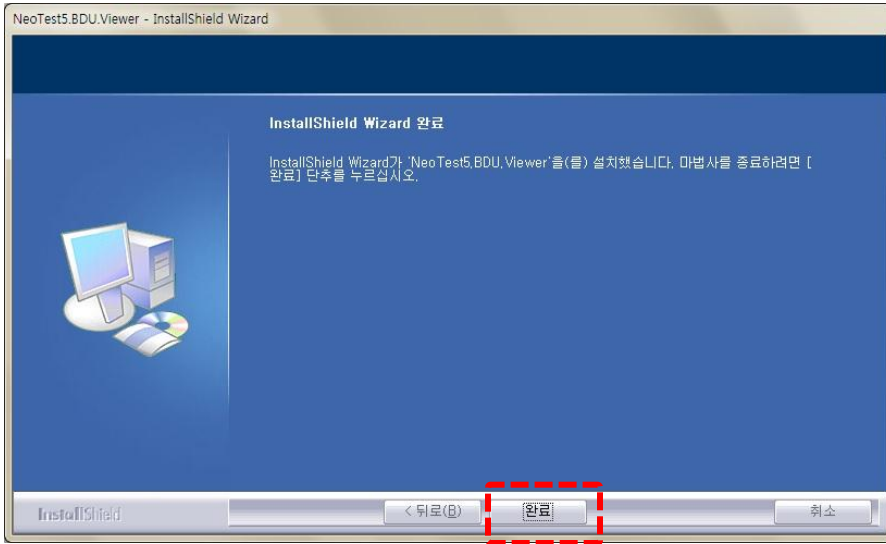 NeoTest5.BDU.Viewer - InstallShield Wizard
InstallShield Wizard 완료
InstallShield Wizard가 'NeoTest5.BDU.Viewer'을(를) 설치했습니다. 마법사를 종료하려면 [
완료] 단추를 누르십시오.
InstallShield
< 뒤로(B)
완료
취소